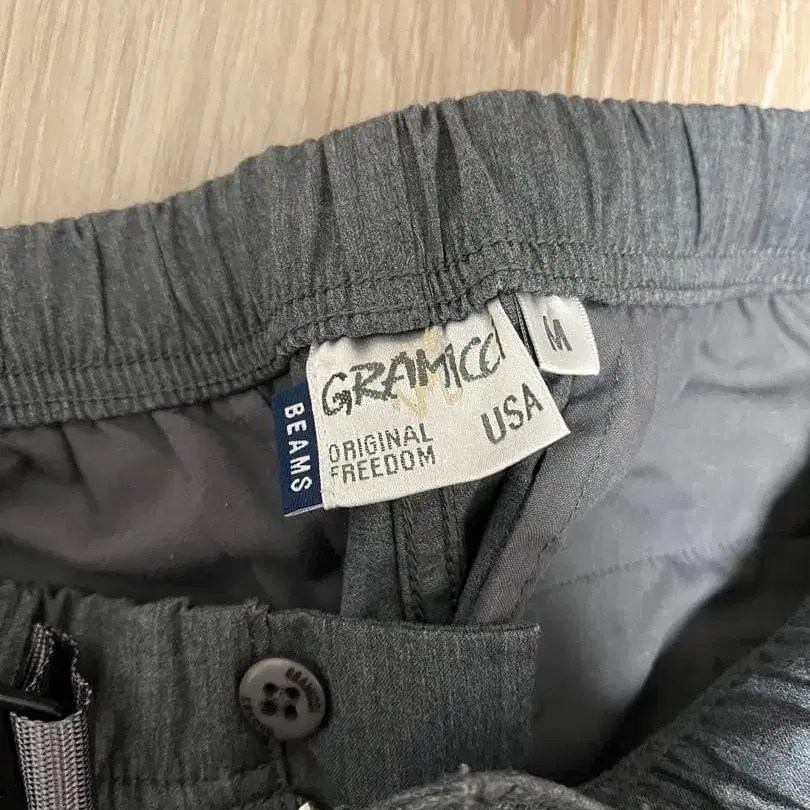 GRAMICCI
ORIGINAL
FREEDOM
USA
BEAMS
M
GRAMICCI